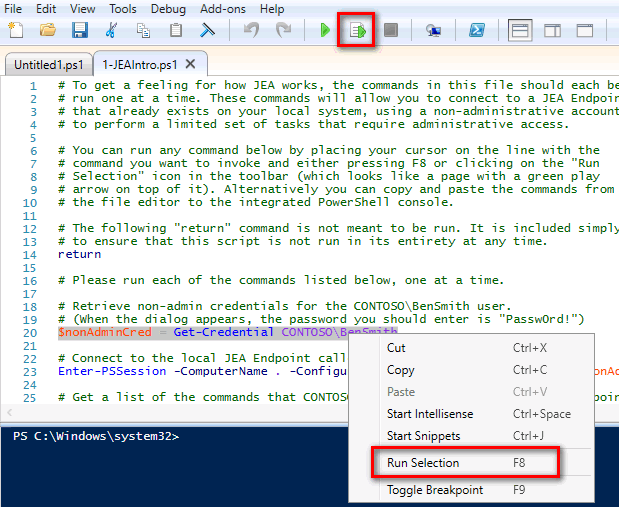 File Edit View Tools Debug Add-ons Help
Untitled1.ps1 1-JEAIntro.ps1 X
1 # To get a feeling for how JEA works, the commands in this file should each be
2 # run one at a time. These commands will allow you to connect to a JEA Endpoint
3 # that already exists on your local system, using a non-administrative account
4 # to perform a limited set of tasks that require administrative access.
5
6 # You can run any command below by placing your cursor on the line with the
7 # command you want to invoke and either pressing F8 or clicking on the "Run
8 # Selection" icon in the toolbar (which looks like a page with a green play
9 # arrow on top of it). Alternatively you can copy and paste the commands from
10 # the file editor to the integrated PowerShell console.
11
12 # The following "return" command is not meant to be run. It is included simply
13 # to ensure that this script is not run in its entirety at any time.
14 return
15
16 # Please run each of the commands listed below, one at a time.
17
18 # Retrieve non-admin credentials for the CONTOSO\BenSmith user.
19 # (When the dialog appears, the password you should enter is "Passw0rd!")
20 $nonAdminCred = Get-Credential CONTOSO\BenSmith
21
22 # Connect to the local JEA Endpoint call
23 Enter-PSSession -ComputerName . -Configu
24
25 # Get a list of the commands that CONTOS
PS C:\Windows\system32>
Cut Ctrl+X
Copy Ctrl+C
Paste Ctrl+V
Start Intellisense Ctrl+Space
Start Snippets Ctrl+J
Run Selection F8
Toggle Breakpoint F9